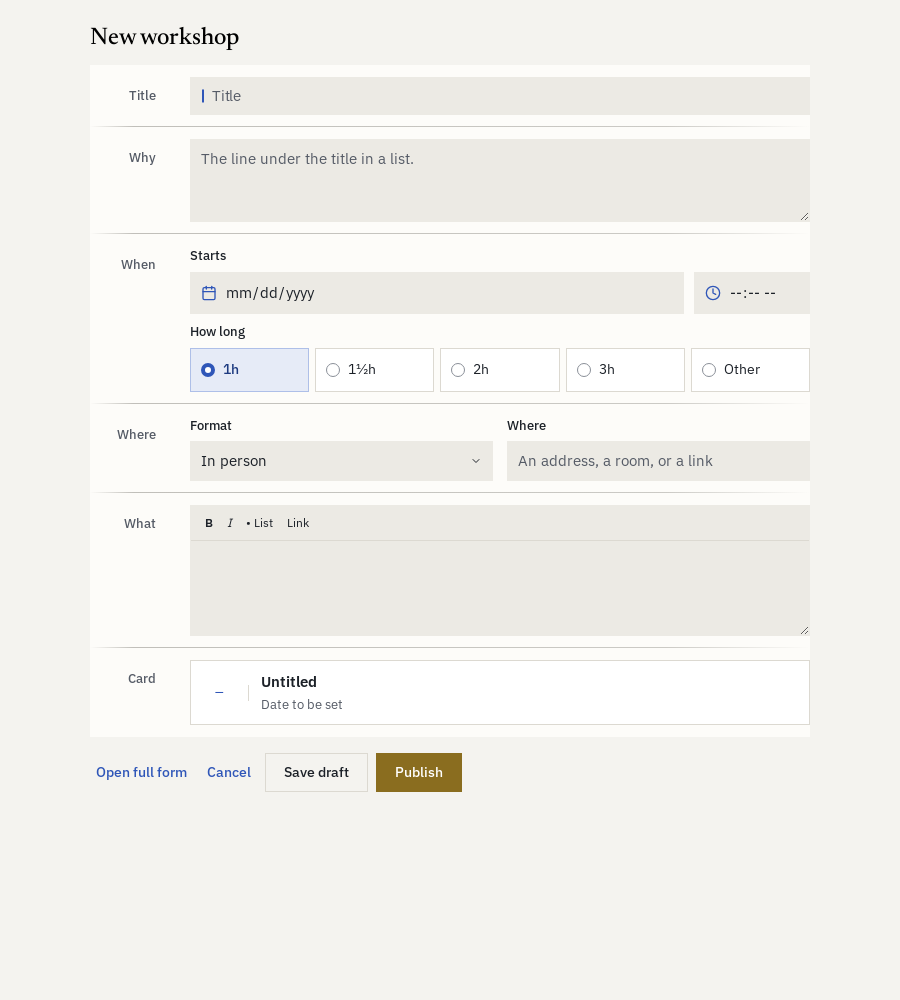 New workshop
Title
Title
Why
The line under the title in a list.
When
Starts
mm/dd/yyyy
--:-- --
How long
1h
1½h
2h
3h
Other
Where
Format
Where
In person
An address, a room, or a link
What
B I • List Link
Card
–
Untitled
Date to be set
Open full form
Cancel
Save draft
Publish